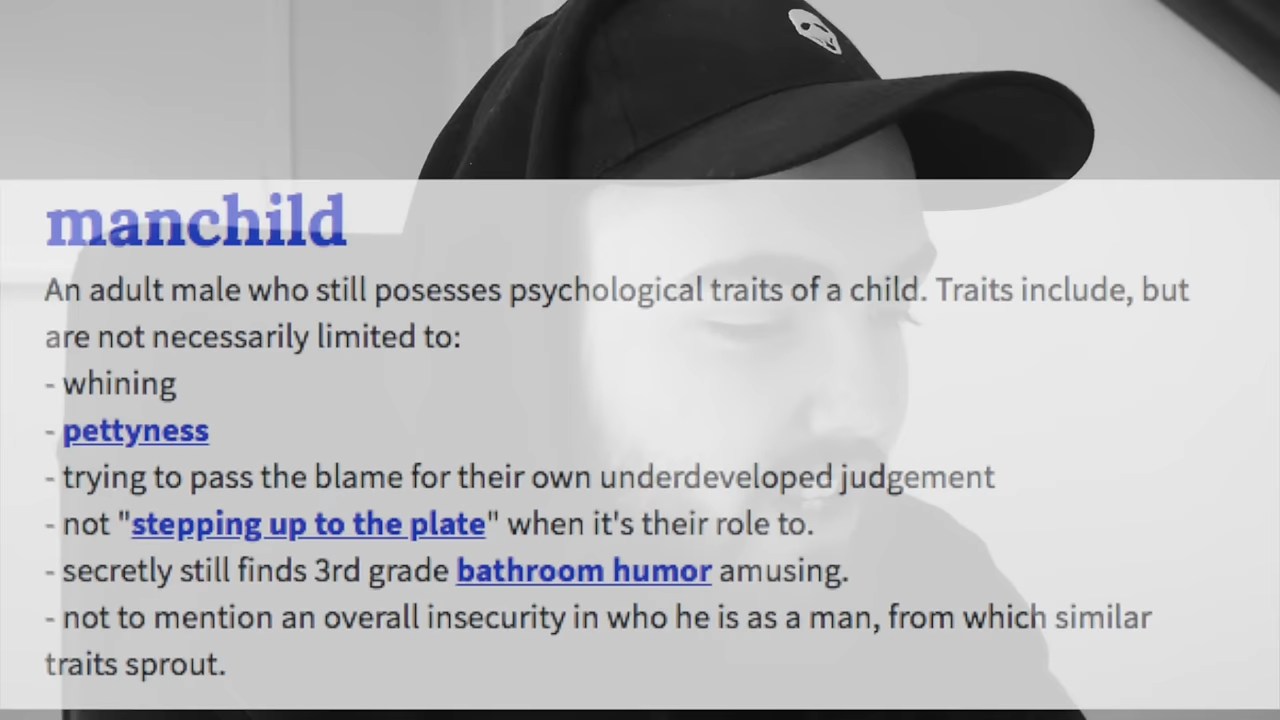 manchild
An adult male who still posesses psychological traits of a child. Traits include, but
are not necessarily limited to:
- whining
- pettyness
- trying to pass the blame for their own underdeveloped judgement
- not "stepping up to the plate" when it's their role to.
- secretly still finds 3rd grade bathroom humor amusing.
- not to mention an overall insecurity in who he is as a man, from which similar
traits sprout.